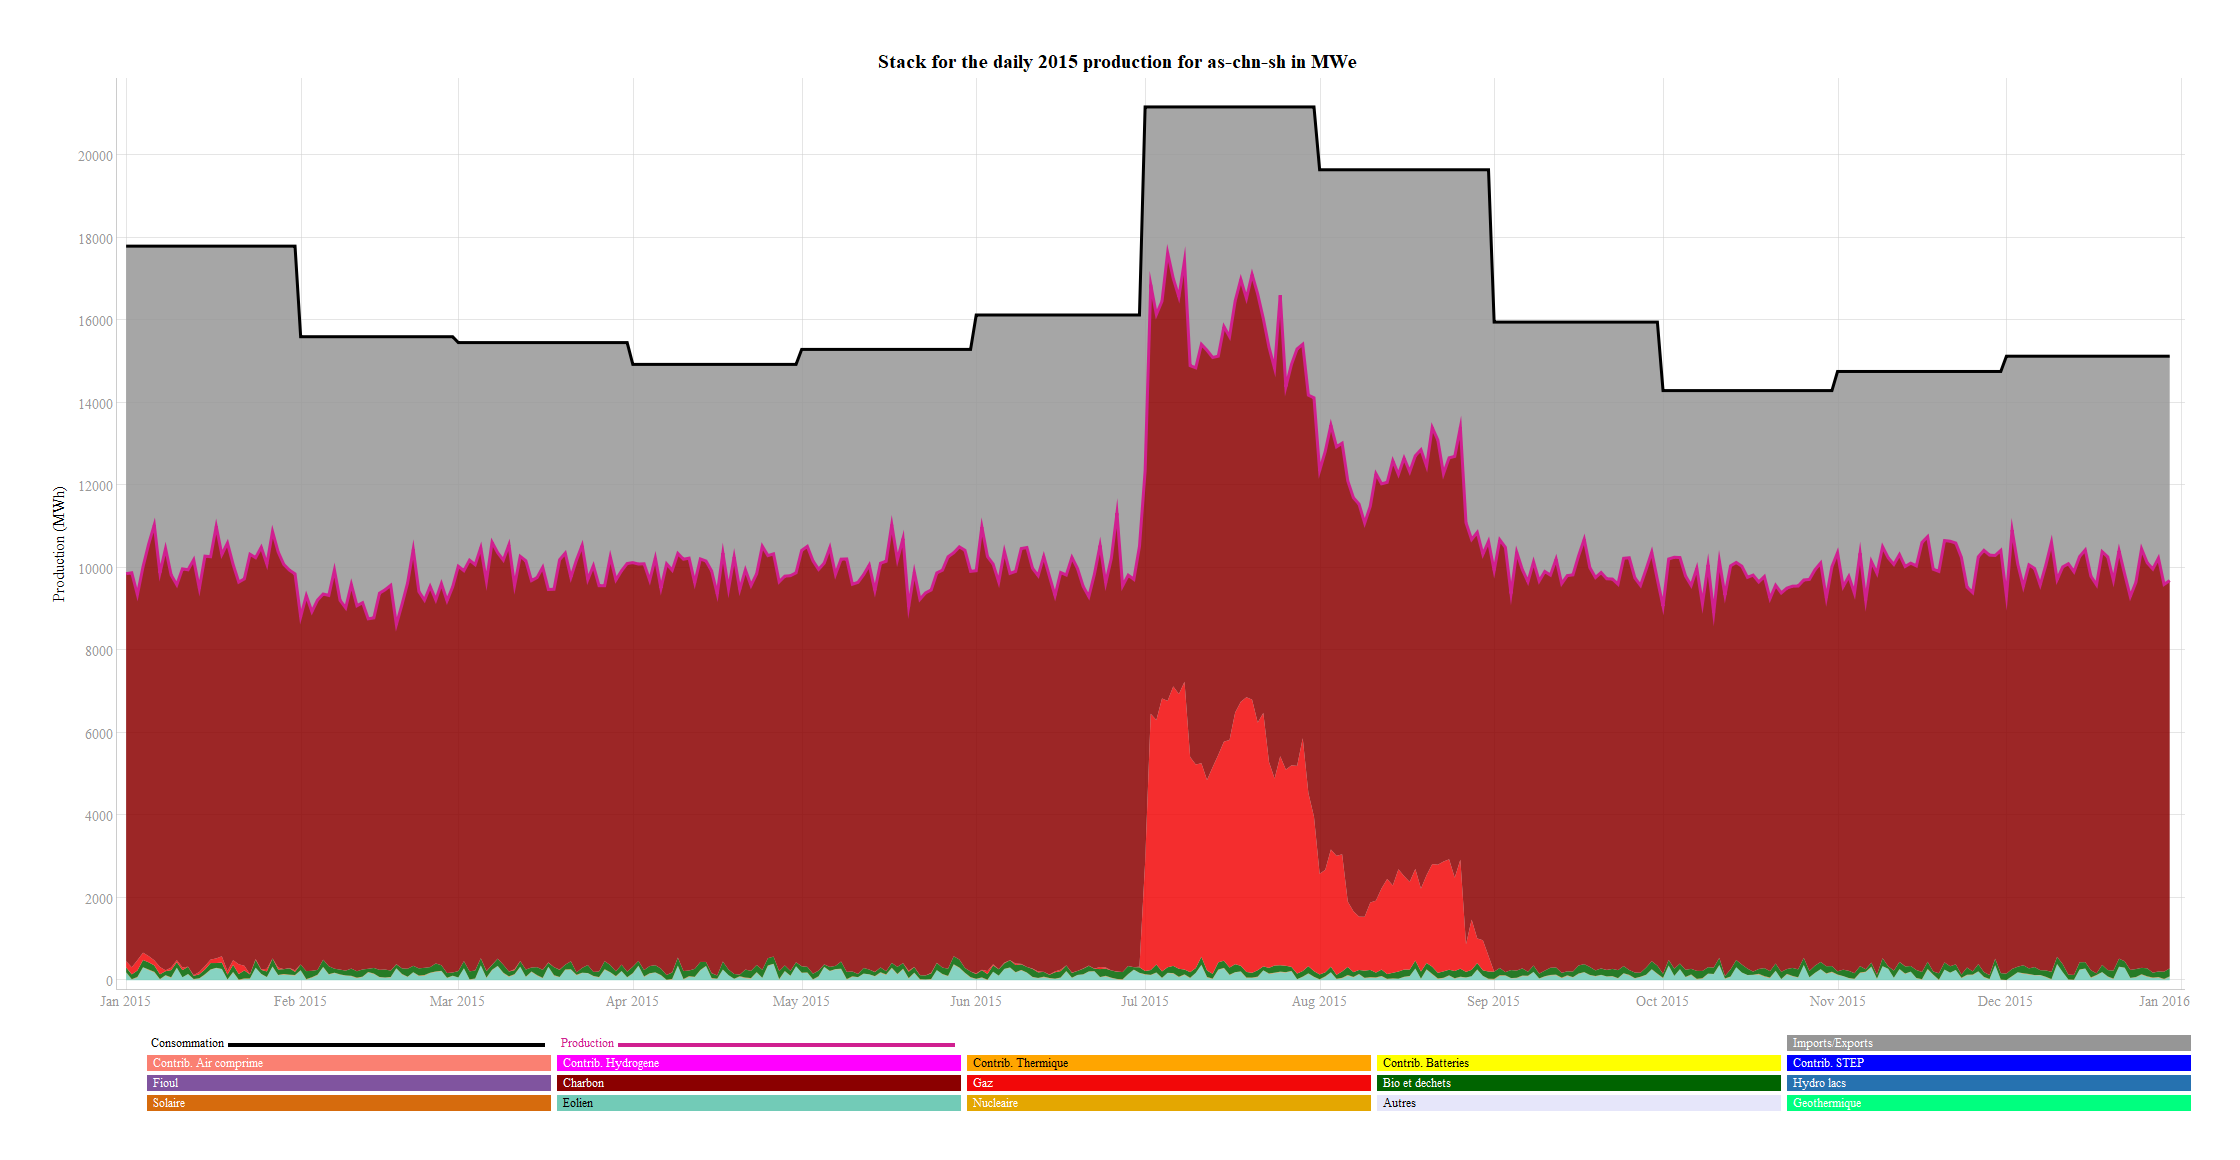 Stack for the daily 2015 production for as-chn-sh in MWe
Production (MWh)
20000
18000
16000
14000
12000
10000
8000
6000
4000
2000
0
Jan 2015 Feb 2015 Mar 2015 Apr 2015 May 2015 Jun 2015 Jul 2015 Aug 2015 Sep 2015 Oct 2015 Nov 2015 Dec 2015 Jan 2016
Consommation Production Imports/Exports
Contrib. Air comprime Contrib. Hydrogene Contrib. Thermique Contrib. Batteries Contrib. STEP
Fioul Charbon Gaz Bio et dechets Hydro lacs
Solaire Eolien Nucleaire Autres Geothermique